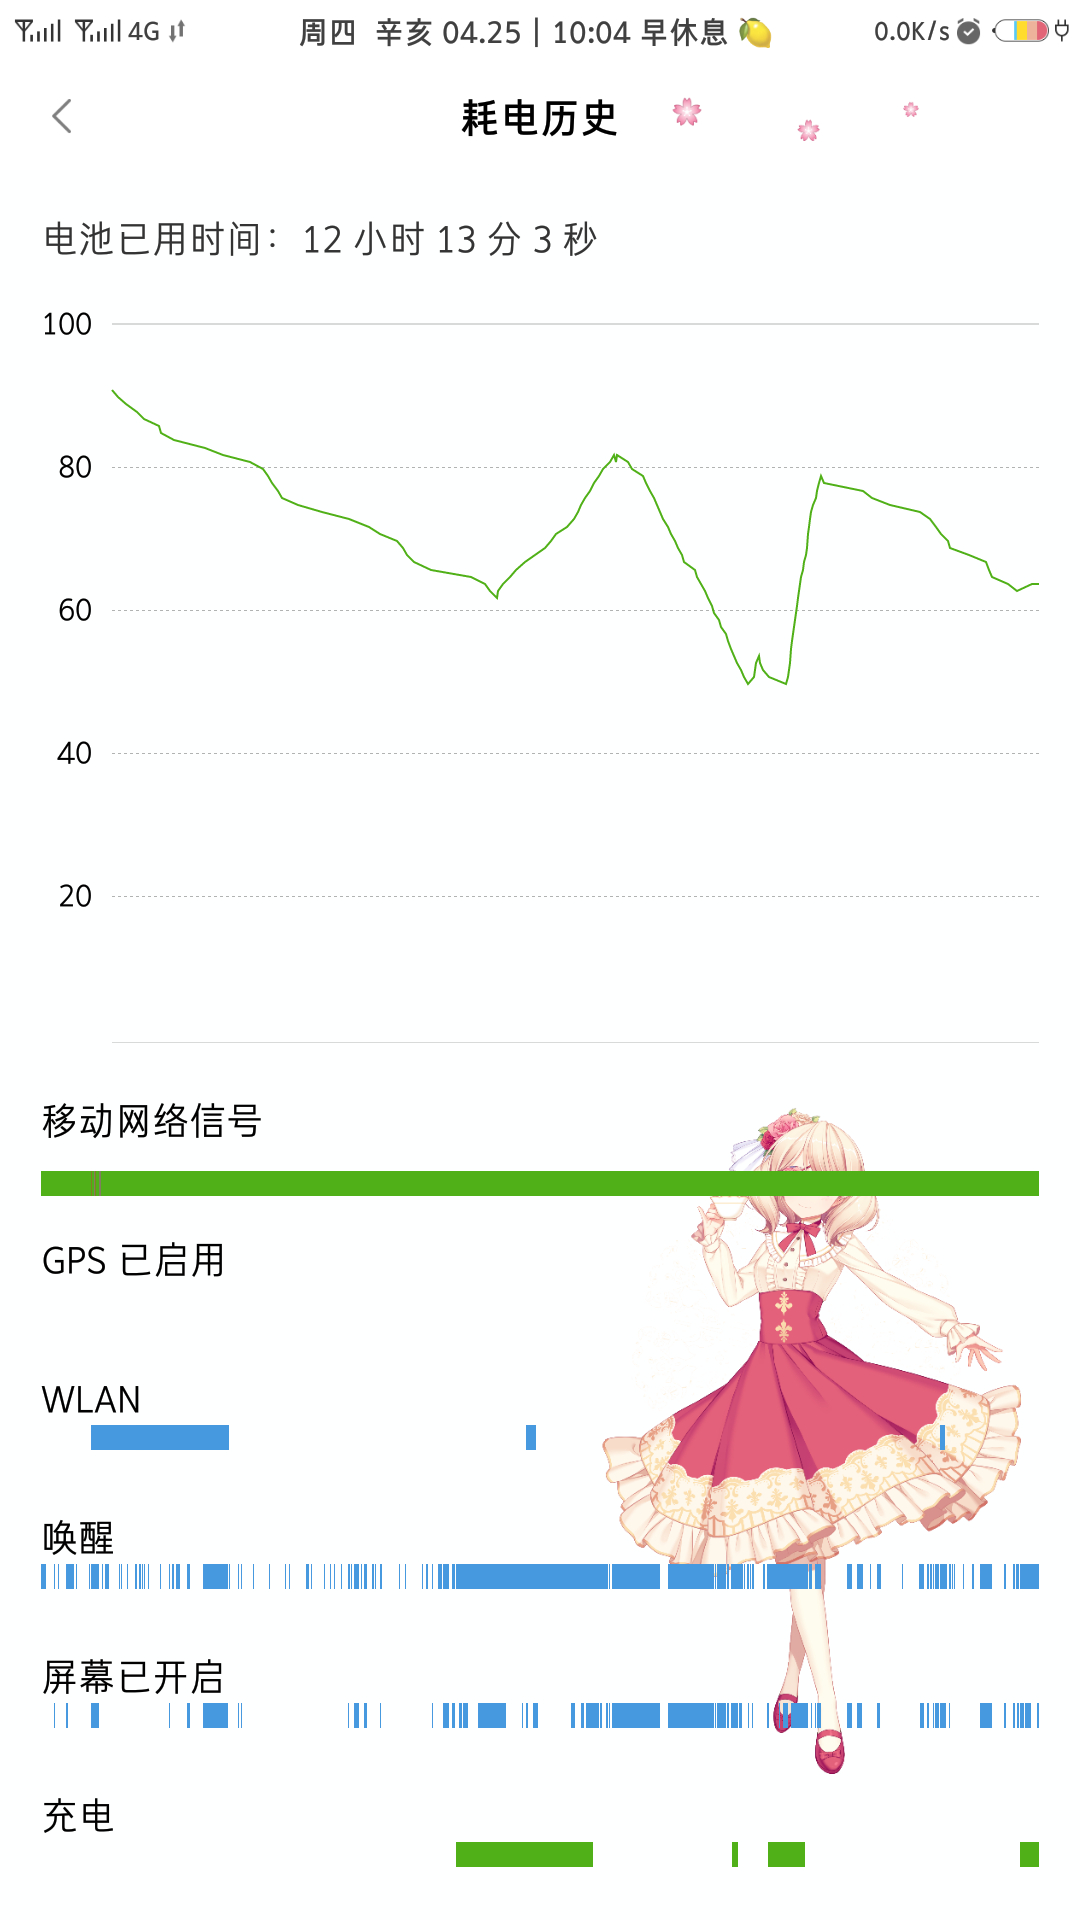 4G 周四 辛亥 04.25 | 10:04 早休息 🍋 0.0K/s
耗电历史
电池已用时间： 12 小时 13 分 3 秒
100
80
60
40
20
移动网络信号
GPS 已启用
WLAN
唤醒
屏幕已开启
充电